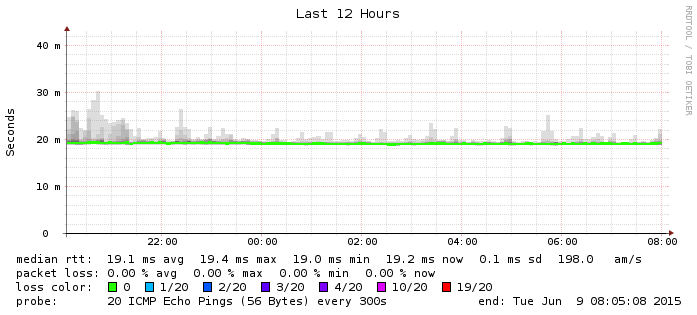 Last 12 Hours
RRDTOOL / TOBI OETIKER
Seconds
40 m
30 m
20 m
10 m
0
22:00 00:00 02:00 04:00 06:00 08:00
median rtt: 19.1 ms avg 19.4 ms max 19.0 ms min 19.2 ms now 0.1 ms sd 198.0 am/s
packet loss: 0.00 % avg 0.00 % max 0.00 % min 0.00 % now
loss color: 0 1/20 2/20 3/20 4/20 10/20 19/20
probe: 20 ICMP Echo Pings (56 Bytes) every 300s end: Tue Jun 9 08:05:08 2015